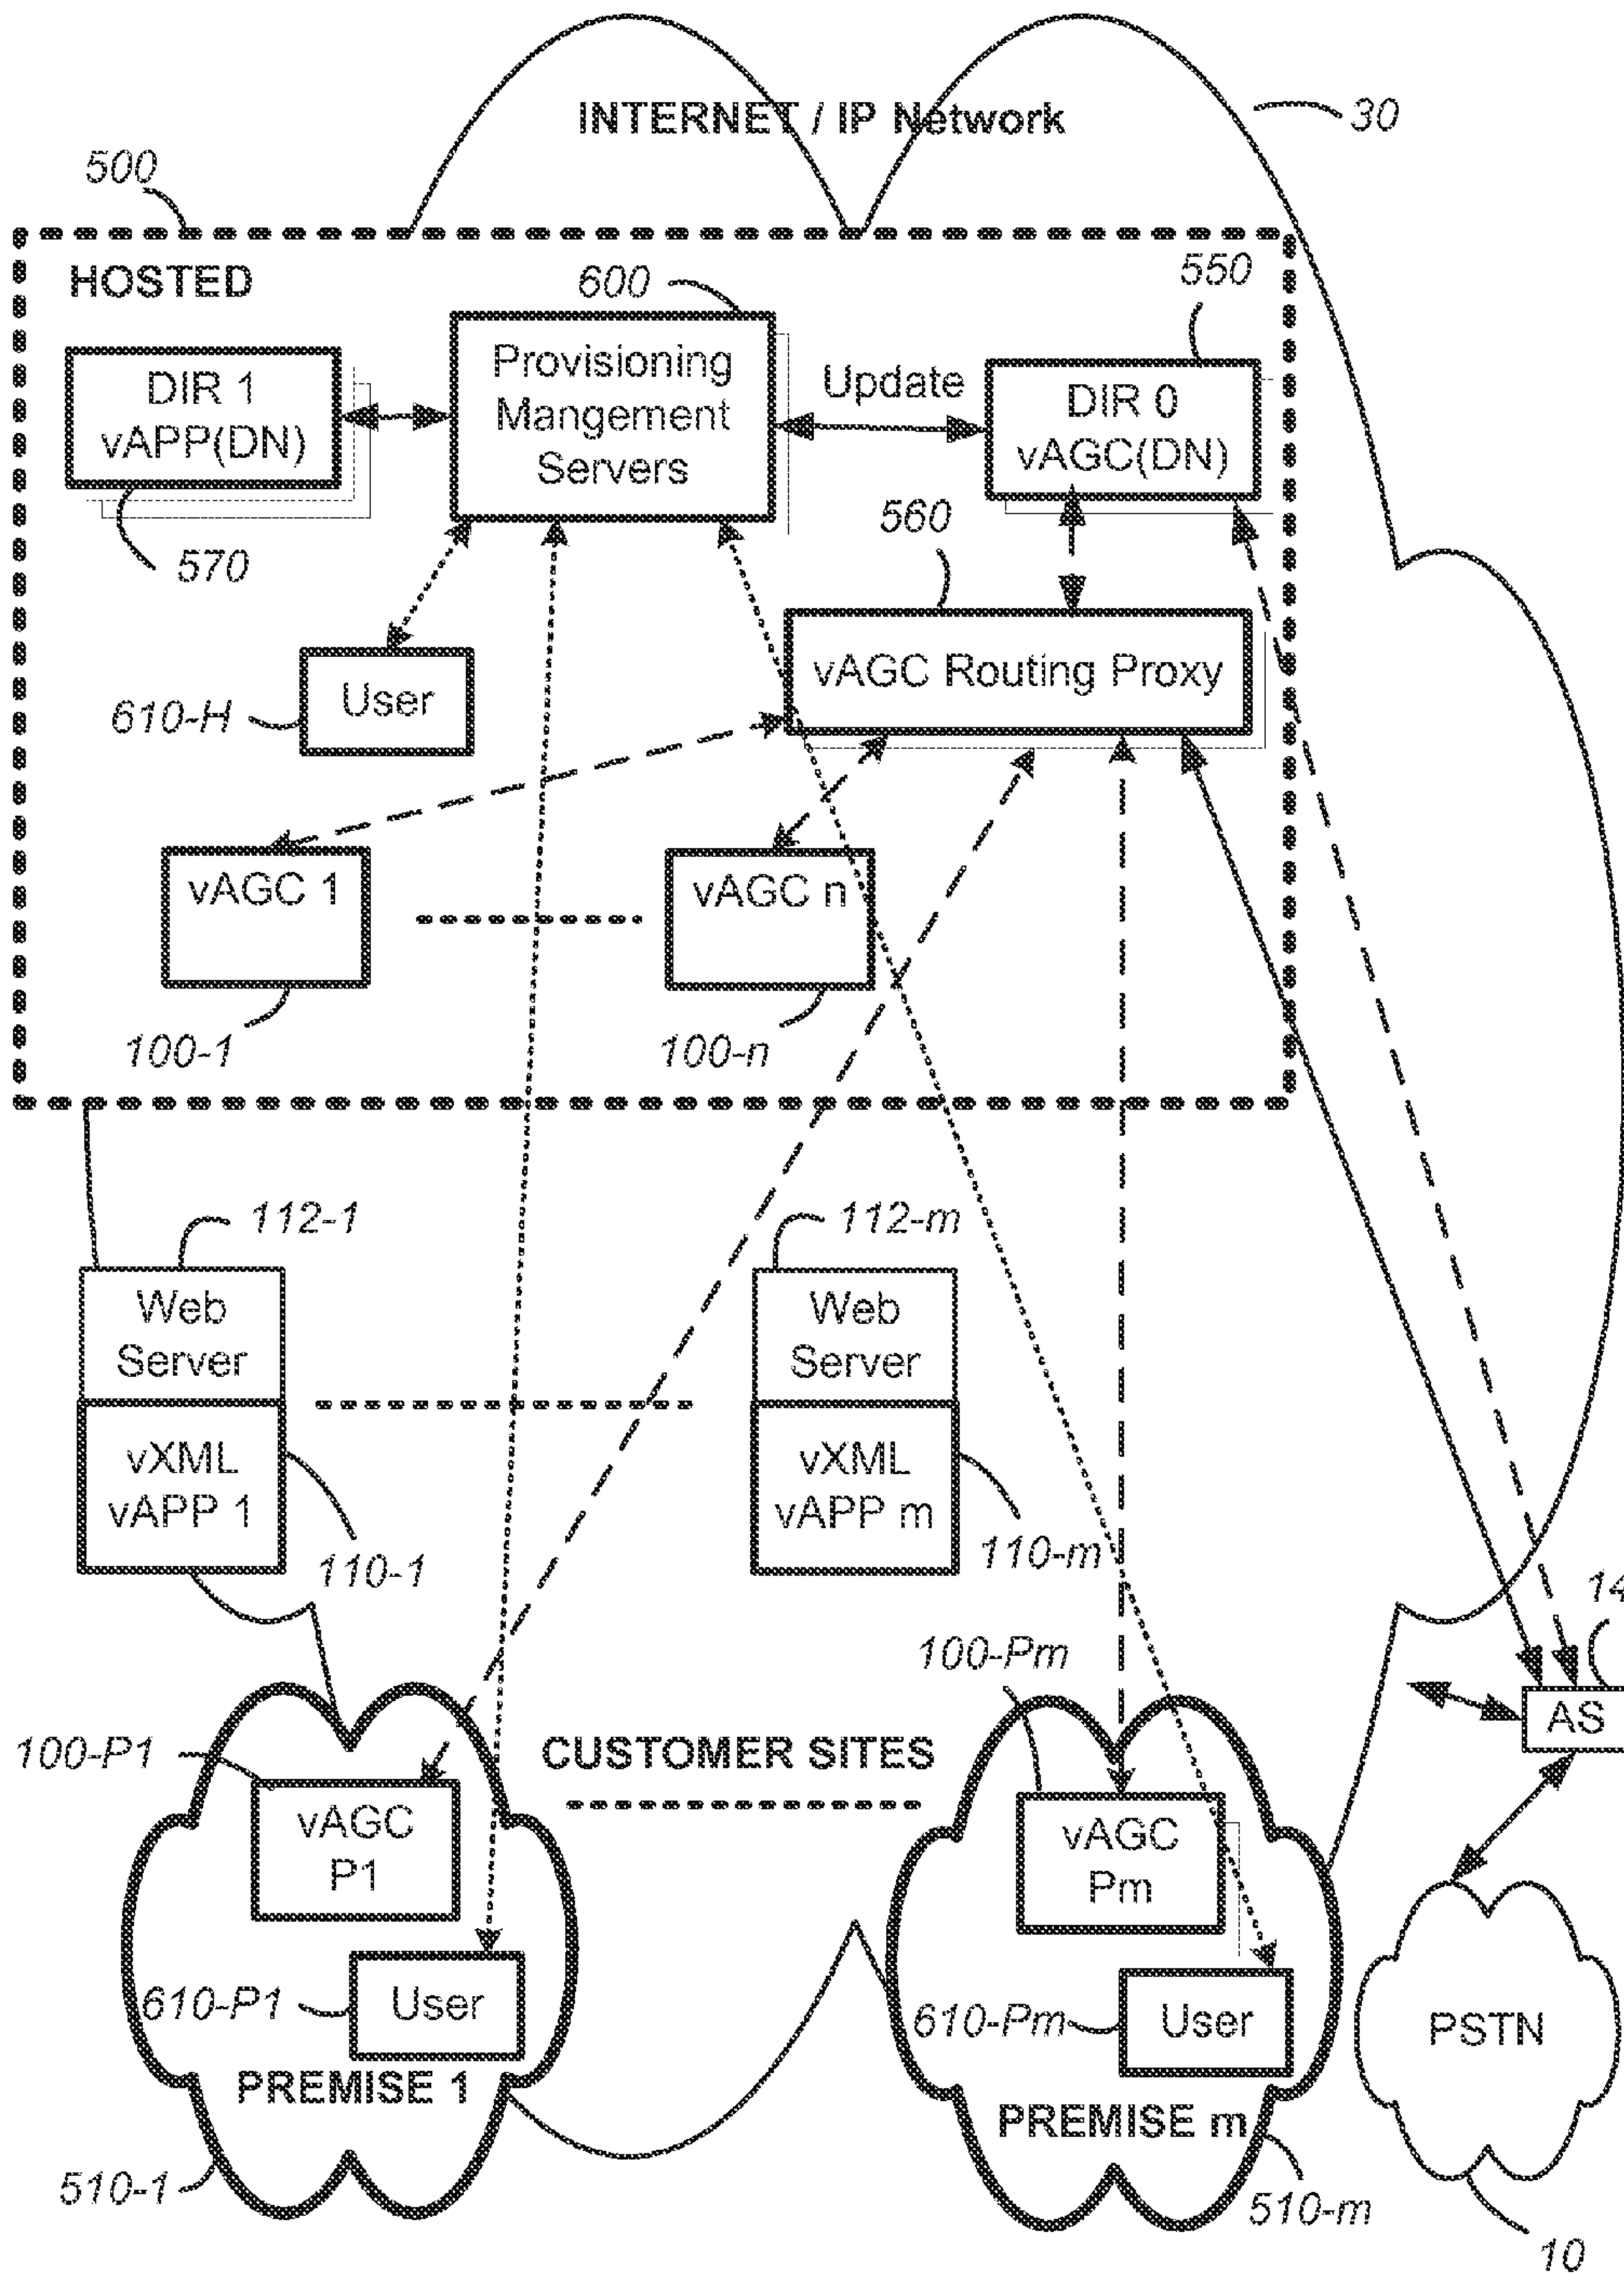 INTERNET / IP Network
30
500
HOSTED
600
550
DIR 1
vAPP(DN)
Provisioning
Mangement
Servers
Update
DIR 0
vAGC(DN)
570
560
vAGC Routing Proxy
610-H
User
vAGC 1
vAGC n
100-1
100-n
112-1
112-m
Web
Server
Web
Server
vXML
vAPP 1
vXML
vAPP m
110-1
110-m
14
100-Pm
AS
100-P1
CUSTOMER SITES
vAGC
P1
vAGC
Pm
610-P1
User
610-Pm
User
PSTN
PREMISE 1
PREMISE m
510-1
510-m
10